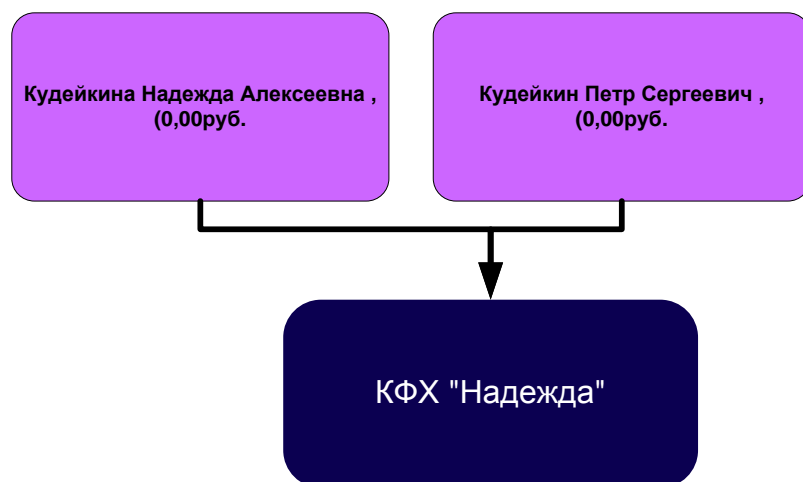 Кудейкина Надежда Алексеевна ,
(0,00руб.
Кудейкин Петр Сергеевич ,
(0,00руб.
КФХ "Надежда"